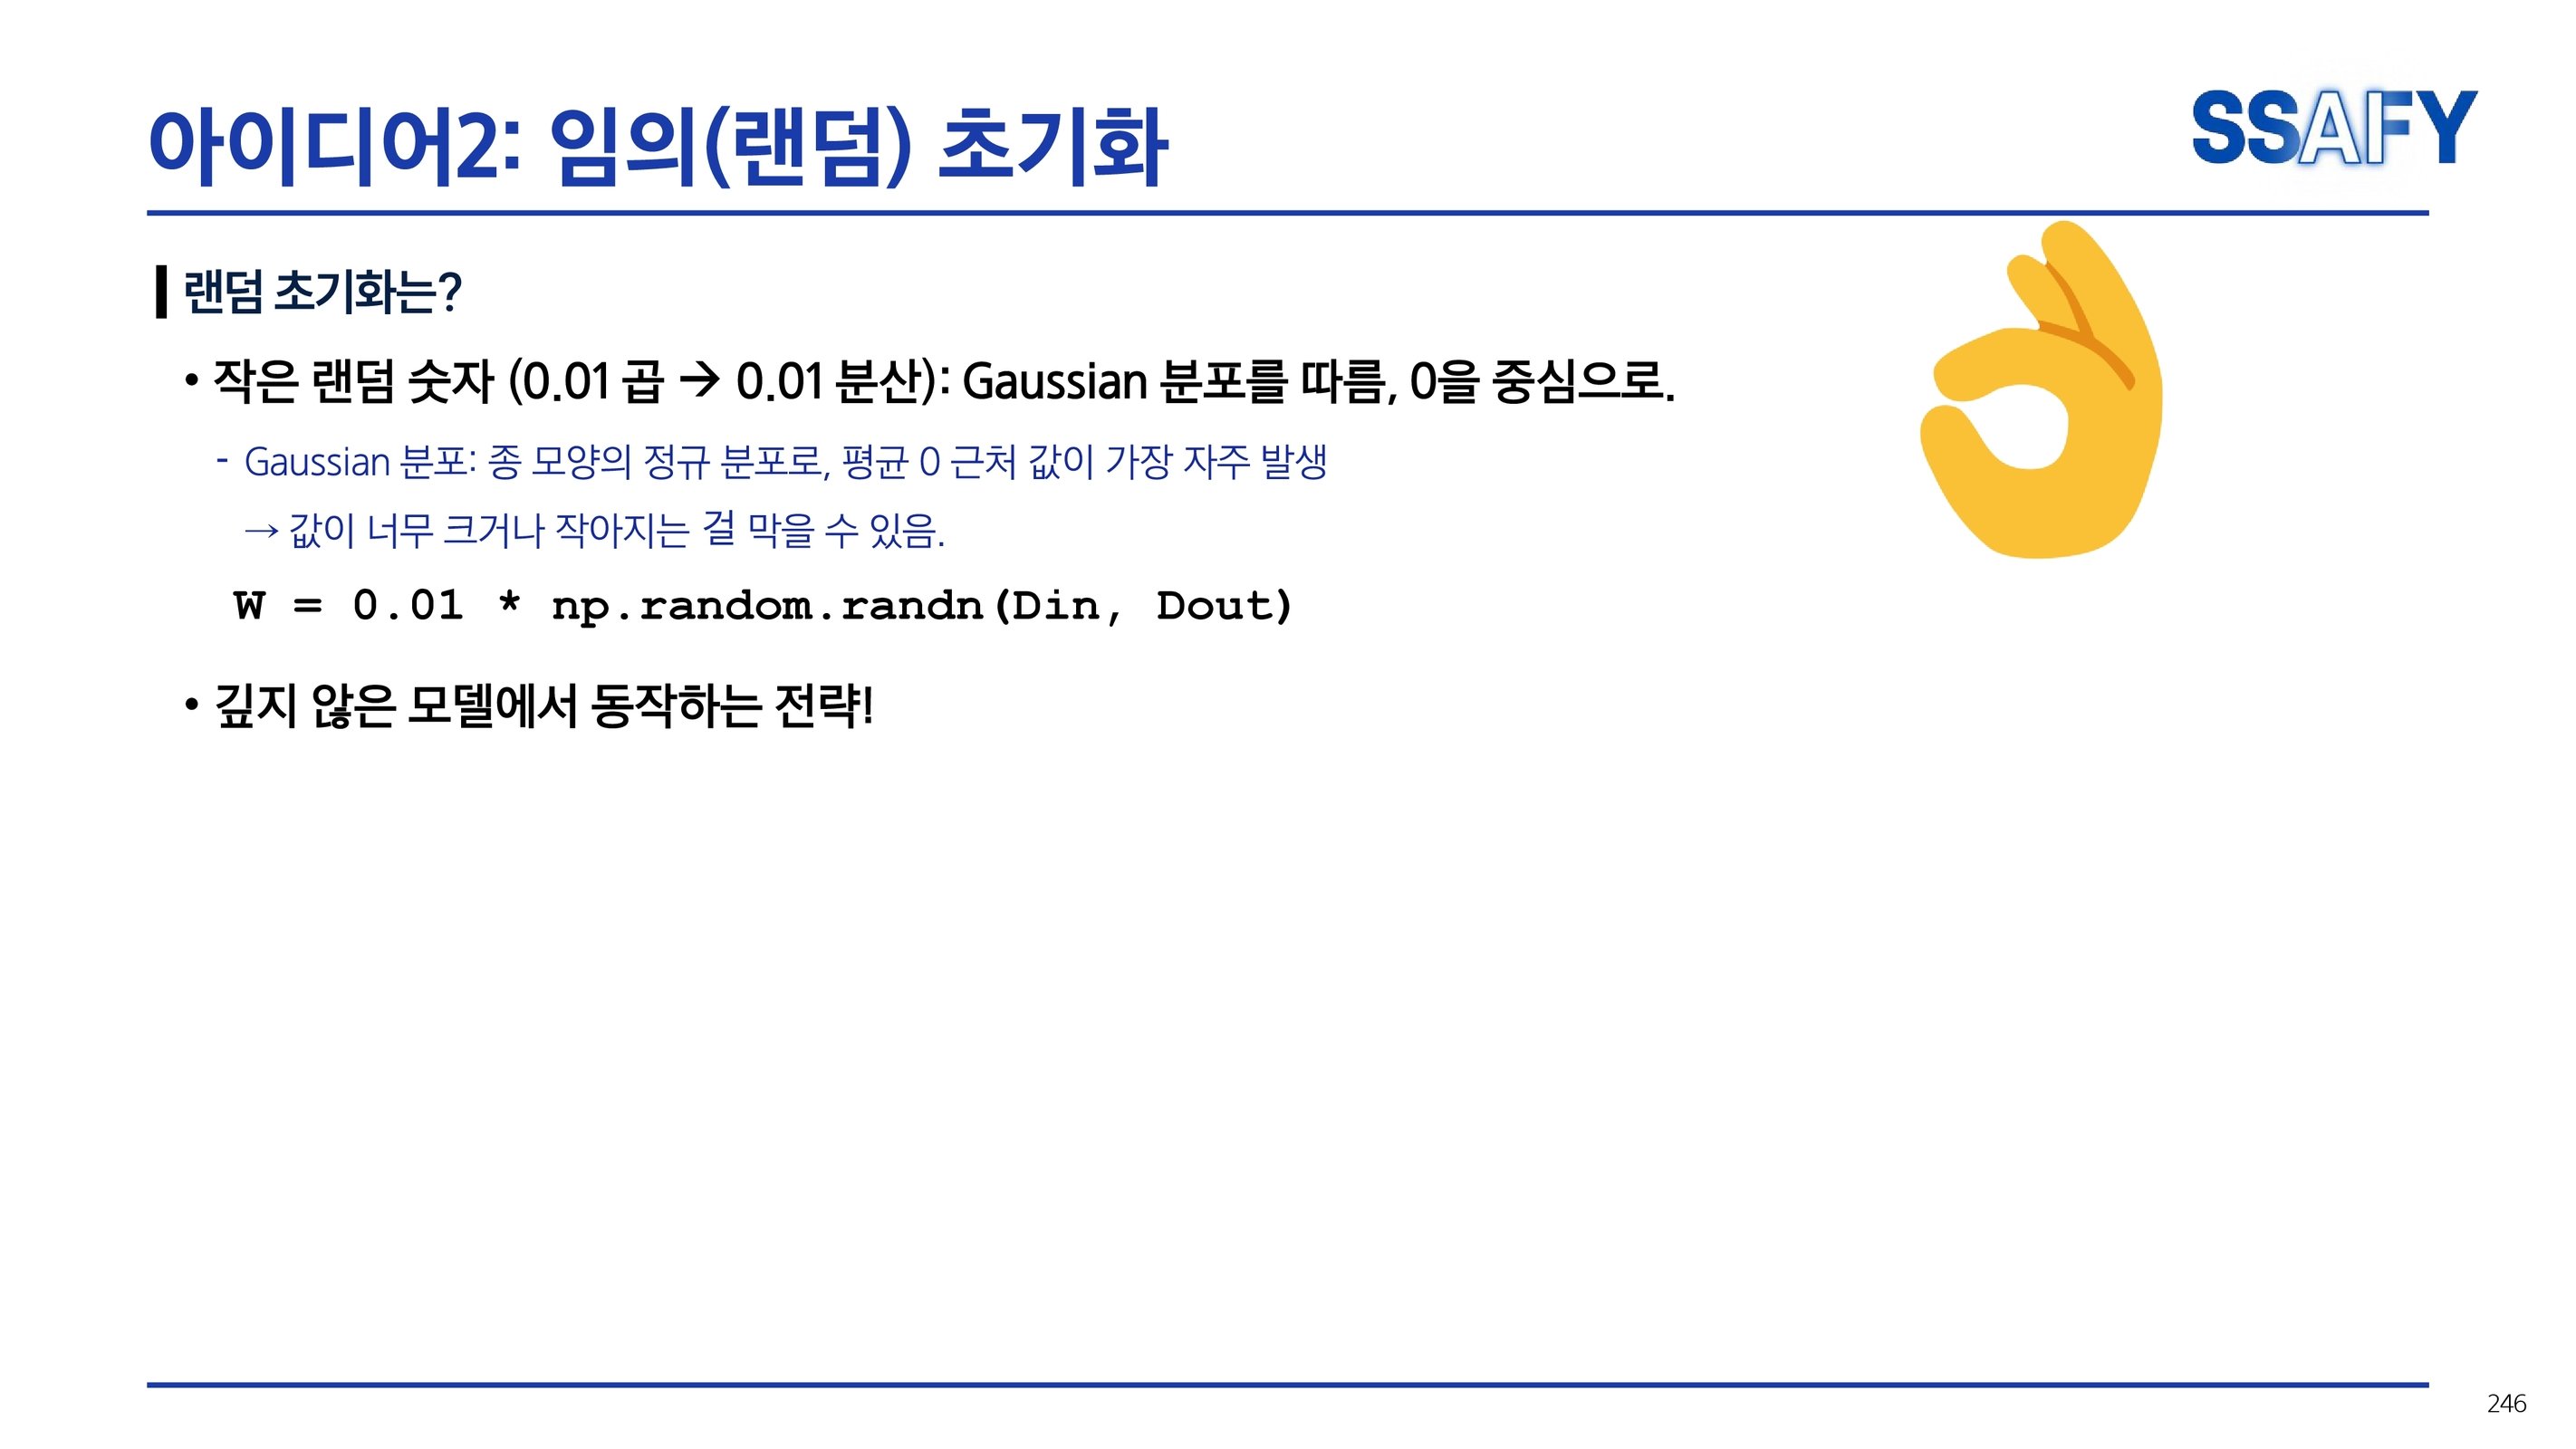 아이디어2: 임의(랜덤) 초기화
SSAFY
랜덤 초기화는?
• 작은 랜덤 숫자 (0.01 곱 → 0.01 분산): Gaussian 분포를 따름, 0을 중심으로.
- Gaussian 분포: 종 모양의 정규 분포로, 평균 0 근처 값이 가장 자주 발생
→ 값이 너무 크거나 작아지는 걸 막을 수 있음.
W = 0.01 * np.random.randn(Din, Dout)
• 깊지 않은 모델에서 동작하는 전략!
246